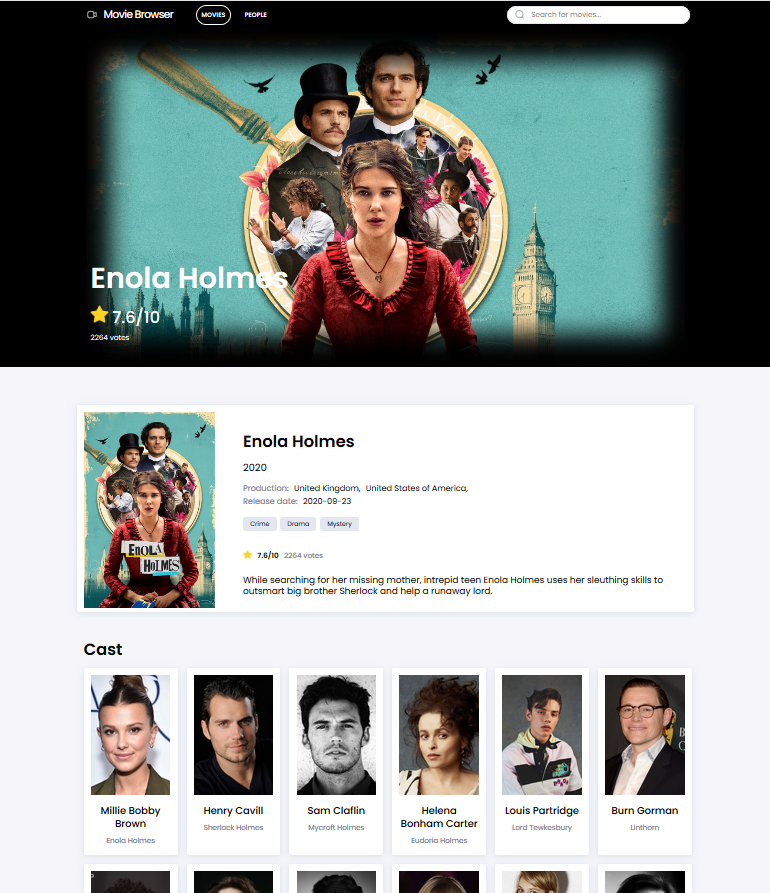 Movie Browser
MOVIES
PEOPLE
Search for movies...
Enola Holmes
7.6/10
2264 votes
ENOLA
HOLMES
Enola Holmes
2020
Production: United Kingdom, United States of America,
Release date: 2020-09-23
Crime
Drama
Mystery
7.6/10 2264 votes
While searching for her missing mother, intrepid teen Enola Holmes uses her sleuthing skills to
outsmart big brother Sherlock and help a runaway lord.
Cast
Millie Bobby
Brown
Enola Holmes
Henry Cavill
Sherlock Holmes
Sam Claflin
Mycroft Holmes
Helena
Bonham Carter
Eudoria Holmes
Louis Partridge
Lord Tewkesbury
Burn Gorman
Linthorn